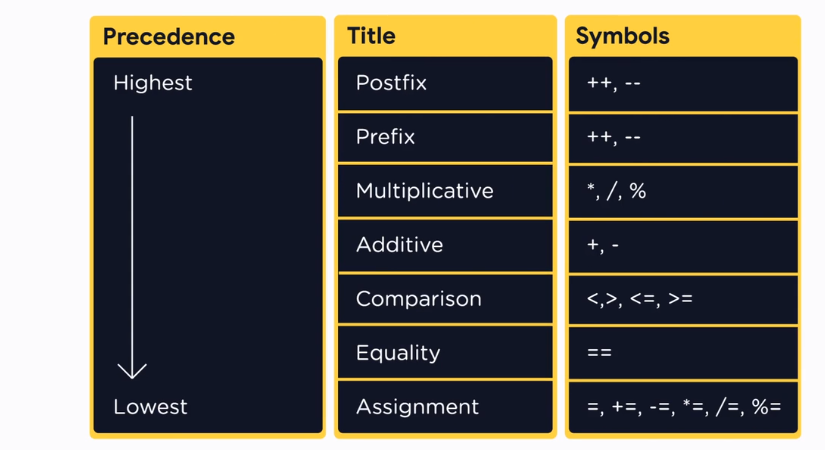 Precedence Title Symbols
Highest Postfix ++, --
Prefix ++, --
Multiplicative *, /, %
Additive +, -
Comparison <,>, <=, >=
Equality ==
Lowest Assignment =, +=, -=, *=, /=, %=